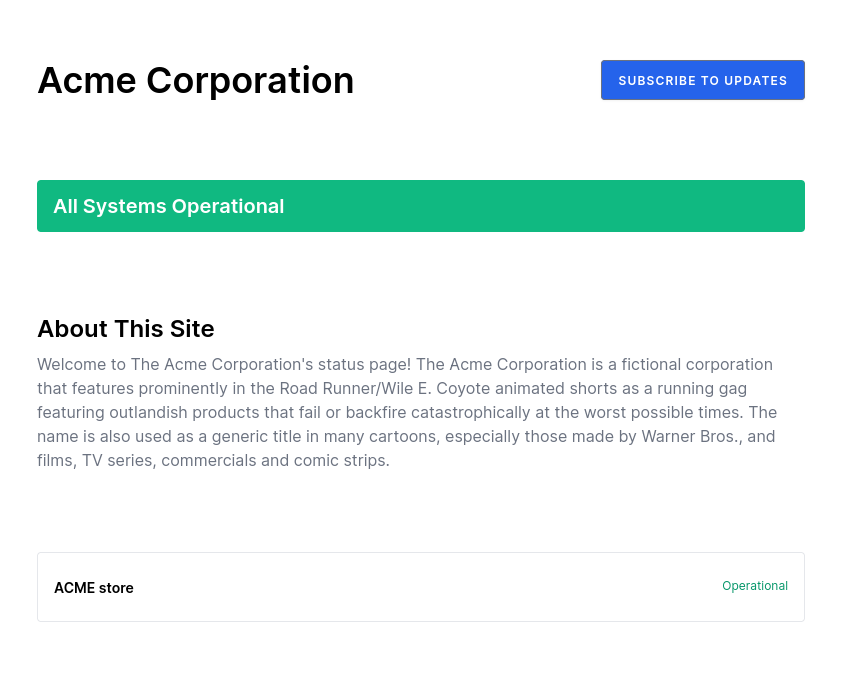 Acme Corporation
SUBSCRIBE TO UPDATES
All Systems Operational
About This Site
Welcome to The Acme Corporation's status page! The Acme Corporation is a fictional corporation
that features prominently in the Road Runner/Wile E. Coyote animated shorts as a running gag
featuring outlandish products that fail or backfire catastrophically at the worst possible times. The
name is also used as a generic title in many cartoons, especially those made by Warner Bros., and
films, TV series, commercials and comic strips.
ACME store
Operational